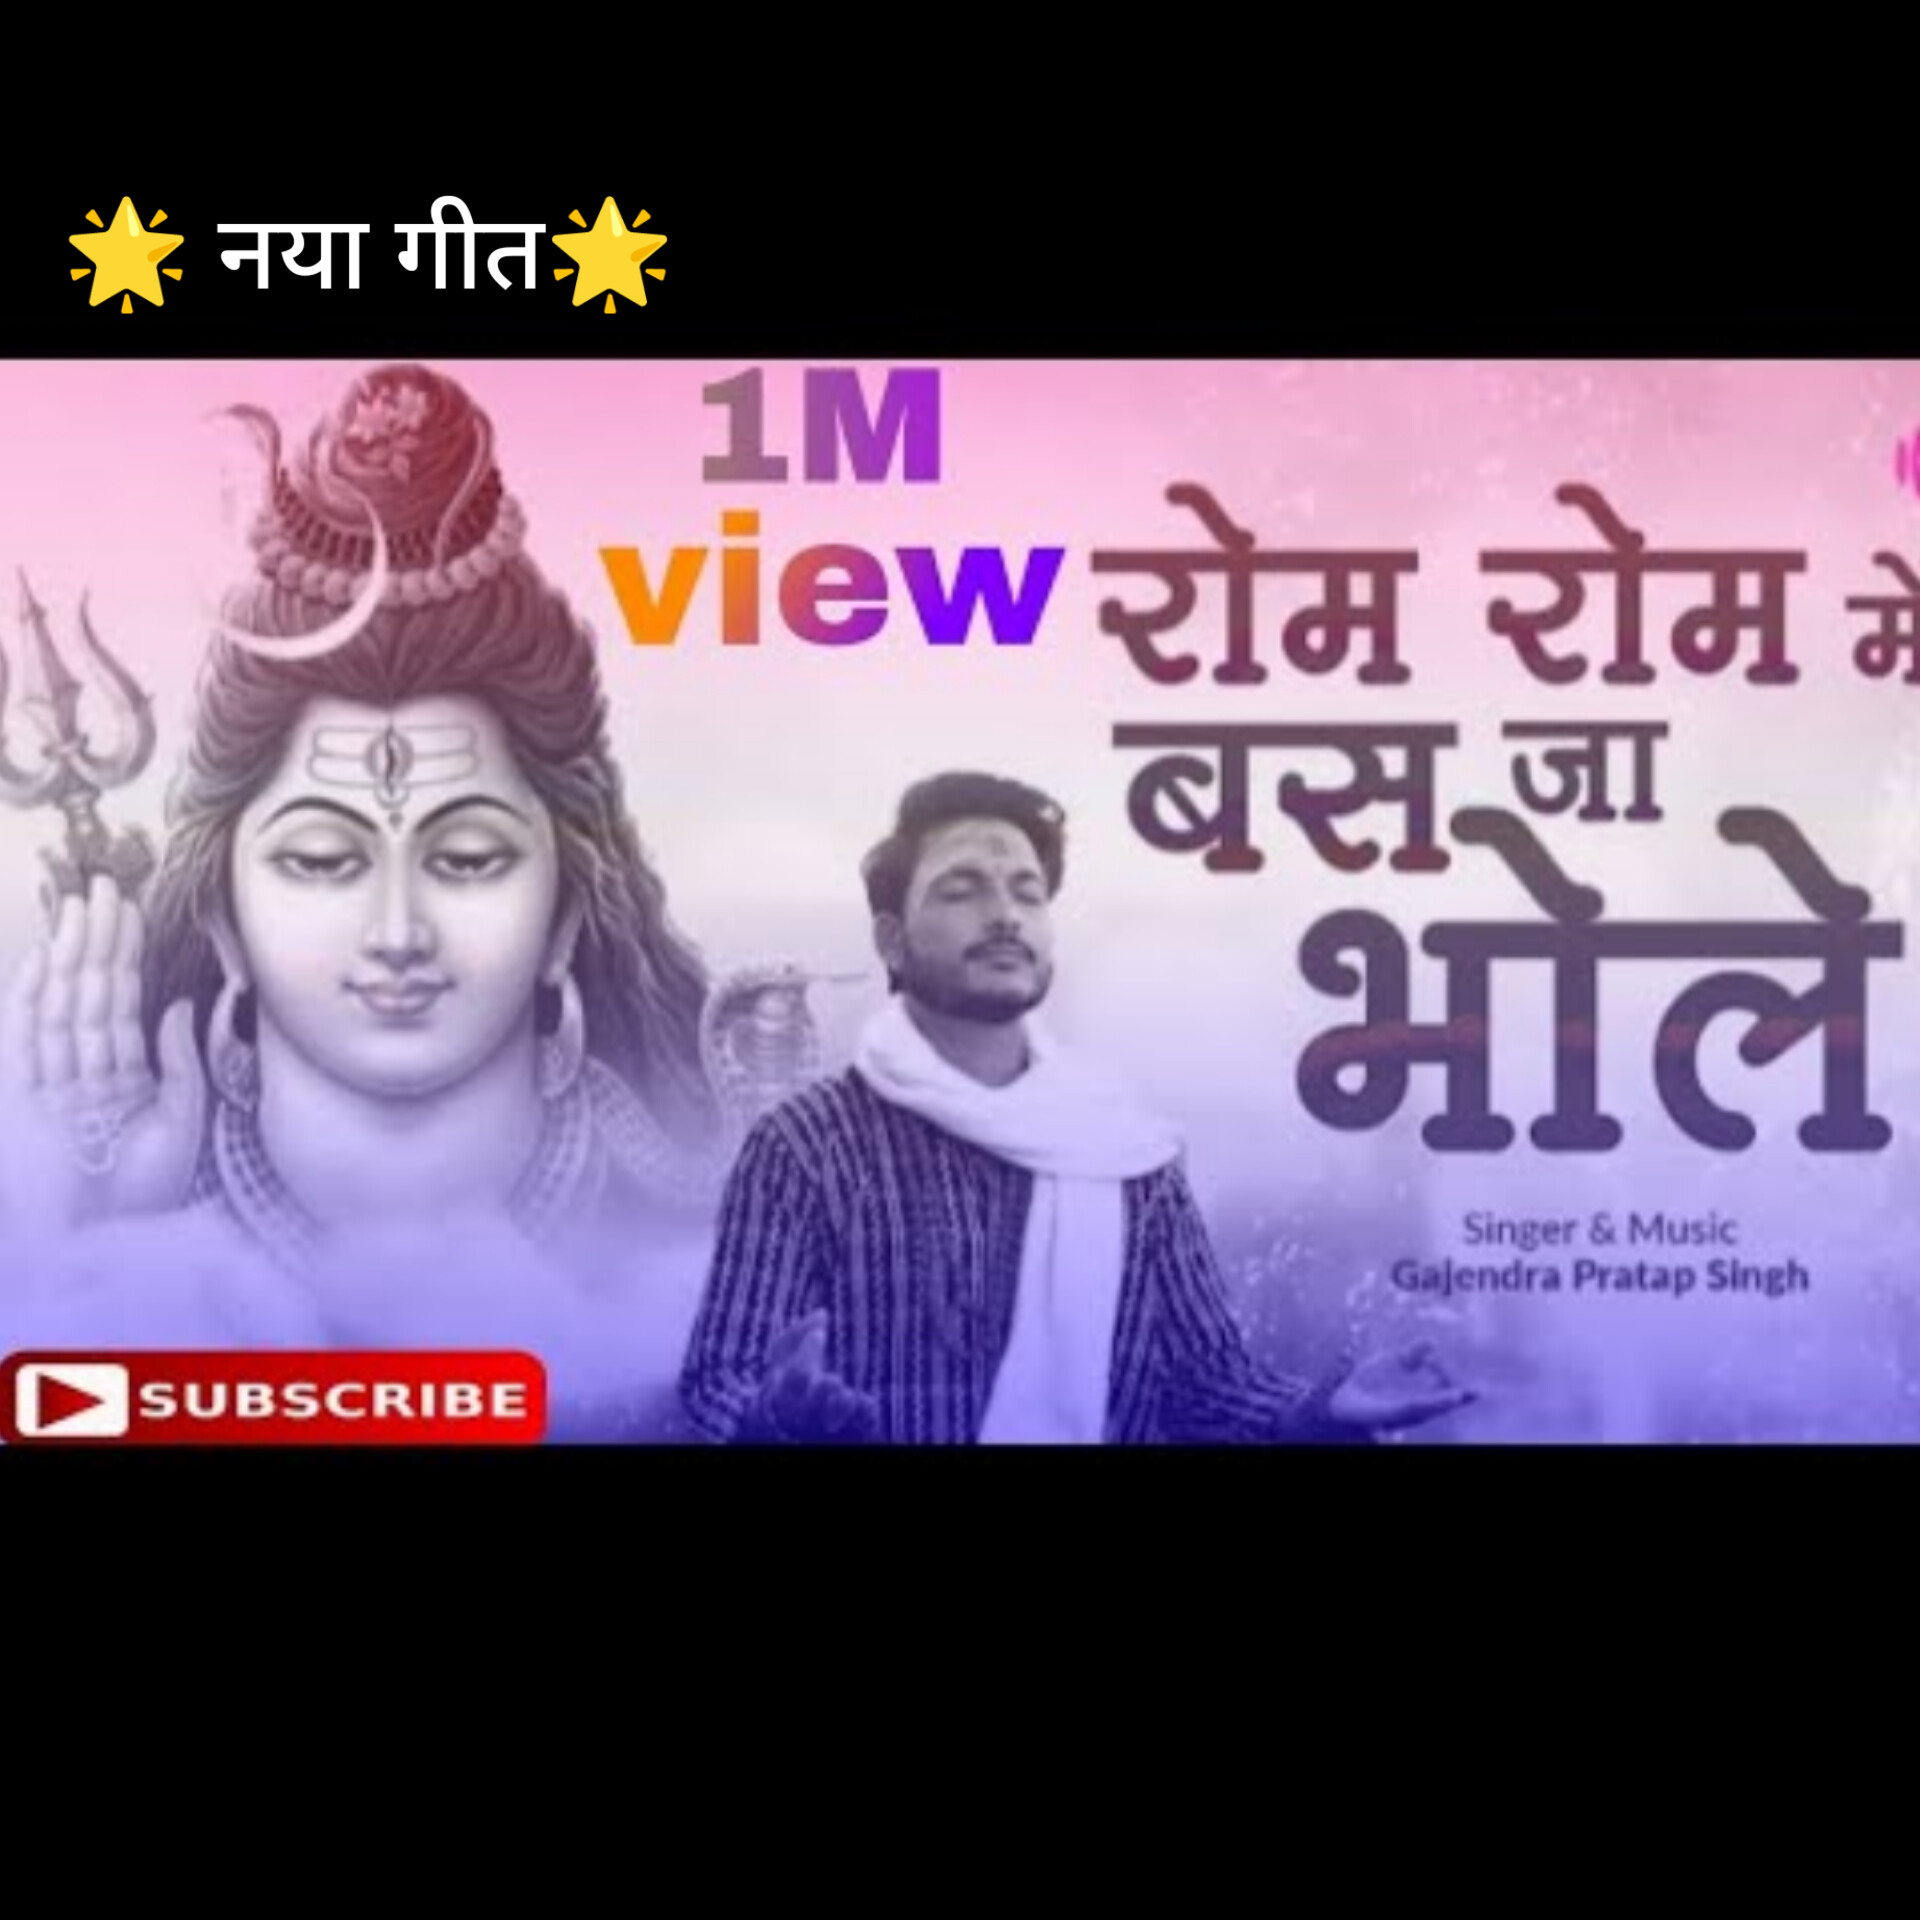 🌟 नया गीत🌟
1M
view
रोम रोम में
बस जा
भोले
Singer & Music
Gajendra Pratap Singh
SUBSCRIBE